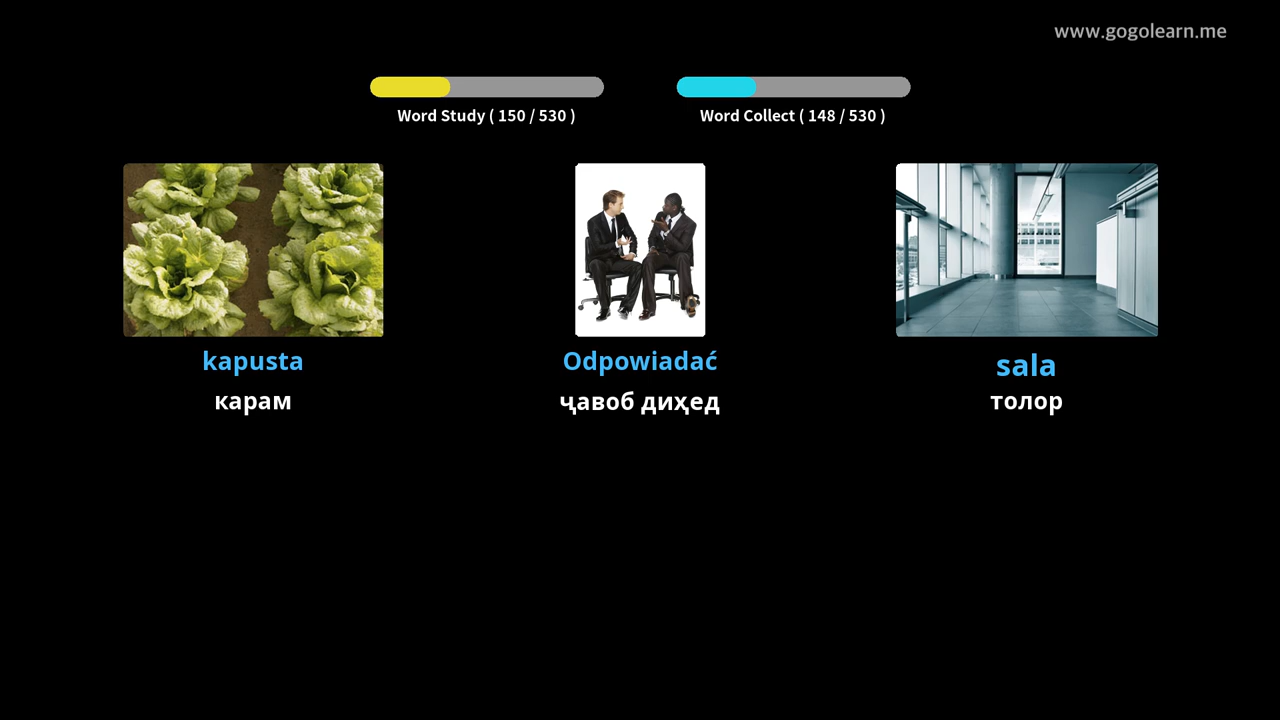 www.gogolearn.me
Word Study ( 150 / 530 )
Word Collect ( 148 / 530 )
kapusta
карам
Odpowiadać
ҷавоб диҳед
sala
толор